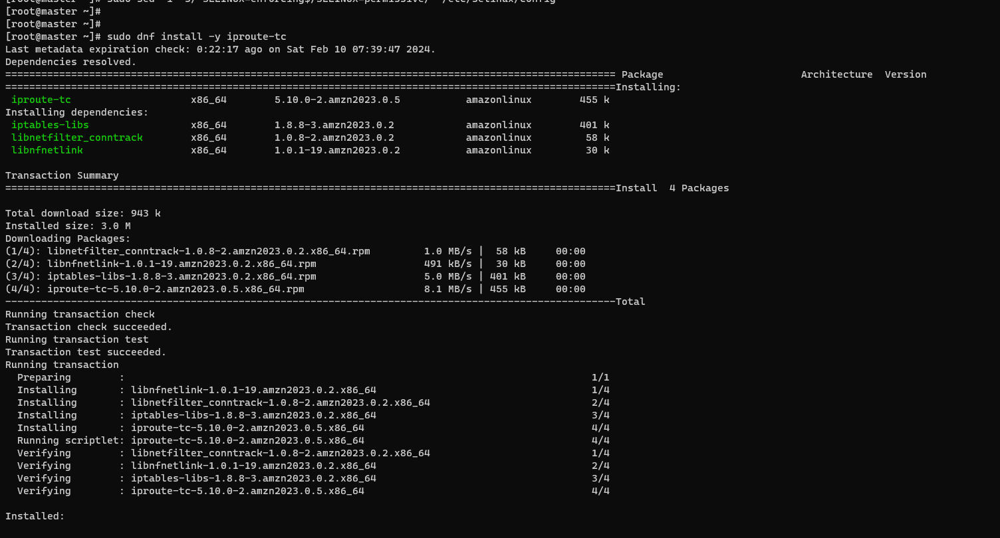 [root@master ~]# sudo sed -i 's/^SELINUX=enforcing$/SELINUX=permissive/' /etc/selinux/config
[root@master ~]#
[root@master ~]#
[root@master ~]# sudo dnf install -y iproute-tc
Last metadata expiration check: 0:22:17 ago on Sat Feb 10 07:39:47 2024.
Dependencies resolved.
====================================================================================================== Package                       Architecture  Version
======================================================================================================Installing:
 iproute-tc                    x86_64        5.10.0-2.amzn2023.0.5           amazonlinux        455 k
Installing dependencies:
 iptables-libs                 x86_64        1.8.8-3.amzn2023.0.2            amazonlinux        401 k
 libnetfilter_conntrack        x86_64        1.0.8-2.amzn2023.0.2            amazonlinux         58 k
 libnfnetlink                  x86_64        1.0.1-19.amzn2023.0.2           amazonlinux         30 k
Transaction Summary
======================================================================================================Install  4 Packages
Total download size: 943 k
Installed size: 3.0 M
Downloading Packages:
(1/4): libnetfilter_conntrack-1.0.8-2.amzn2023.0.2.x86_64.rpm         1.0 MB/s |  58 kB     00:00
(2/4): libnfnetlink-1.0.1-19.amzn2023.0.2.x86_64.rpm                  491 kB/s |  30 kB     00:00
(3/4): iptables-libs-1.8.8-3.amzn2023.0.2.x86_64.rpm                  5.0 MB/s | 401 kB     00:00
(4/4): iproute-tc-5.10.0-2.amzn2023.0.5.x86_64.rpm                    8.1 MB/s | 455 kB     00:00
------------------------------------------------------------------------------------------------------Total
Running transaction check
Transaction check succeeded.
Running transaction test
Transaction test succeeded.
Running transaction
  Preparing        :                                                                              1/1
  Installing       : libnfnetlink-1.0.1-19.amzn2023.0.2.x86_64                                    1/4
  Installing       : libnetfilter_conntrack-1.0.8-2.amzn2023.0.2.x86_64                           2/4
  Installing       : iptables-libs-1.8.8-3.amzn2023.0.2.x86_64                                    3/4
  Installing       : iproute-tc-5.10.0-2.amzn2023.0.5.x86_64                                      4/4
  Running scriptlet: iproute-tc-5.10.0-2.amzn2023.0.5.x86_64                                      4/4
  Verifying        : libnetfilter_conntrack-1.0.8-2.amzn2023.0.2.x86_64                           1/4
  Verifying        : libnfnetlink-1.0.1-19.amzn2023.0.2.x86_64                                    2/4
  Verifying        : iptables-libs-1.8.8-3.amzn2023.0.2.x86_64                                    3/4
  Verifying        : iproute-tc-5.10.0-2.amzn2023.0.5.x86_64                                      4/4
Installed: